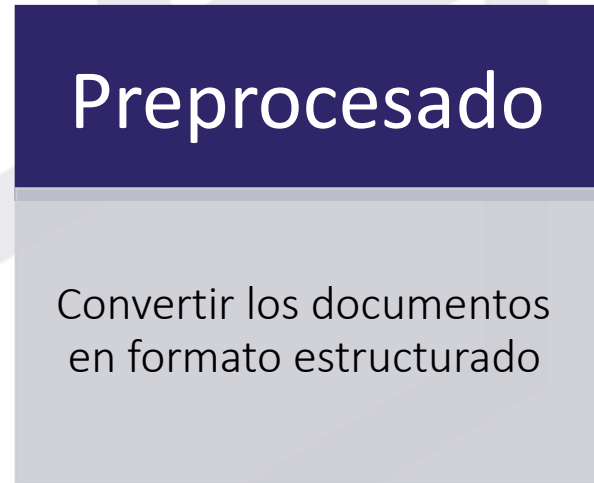 Preprocesado
Convertir los documentos
en formato estructurado